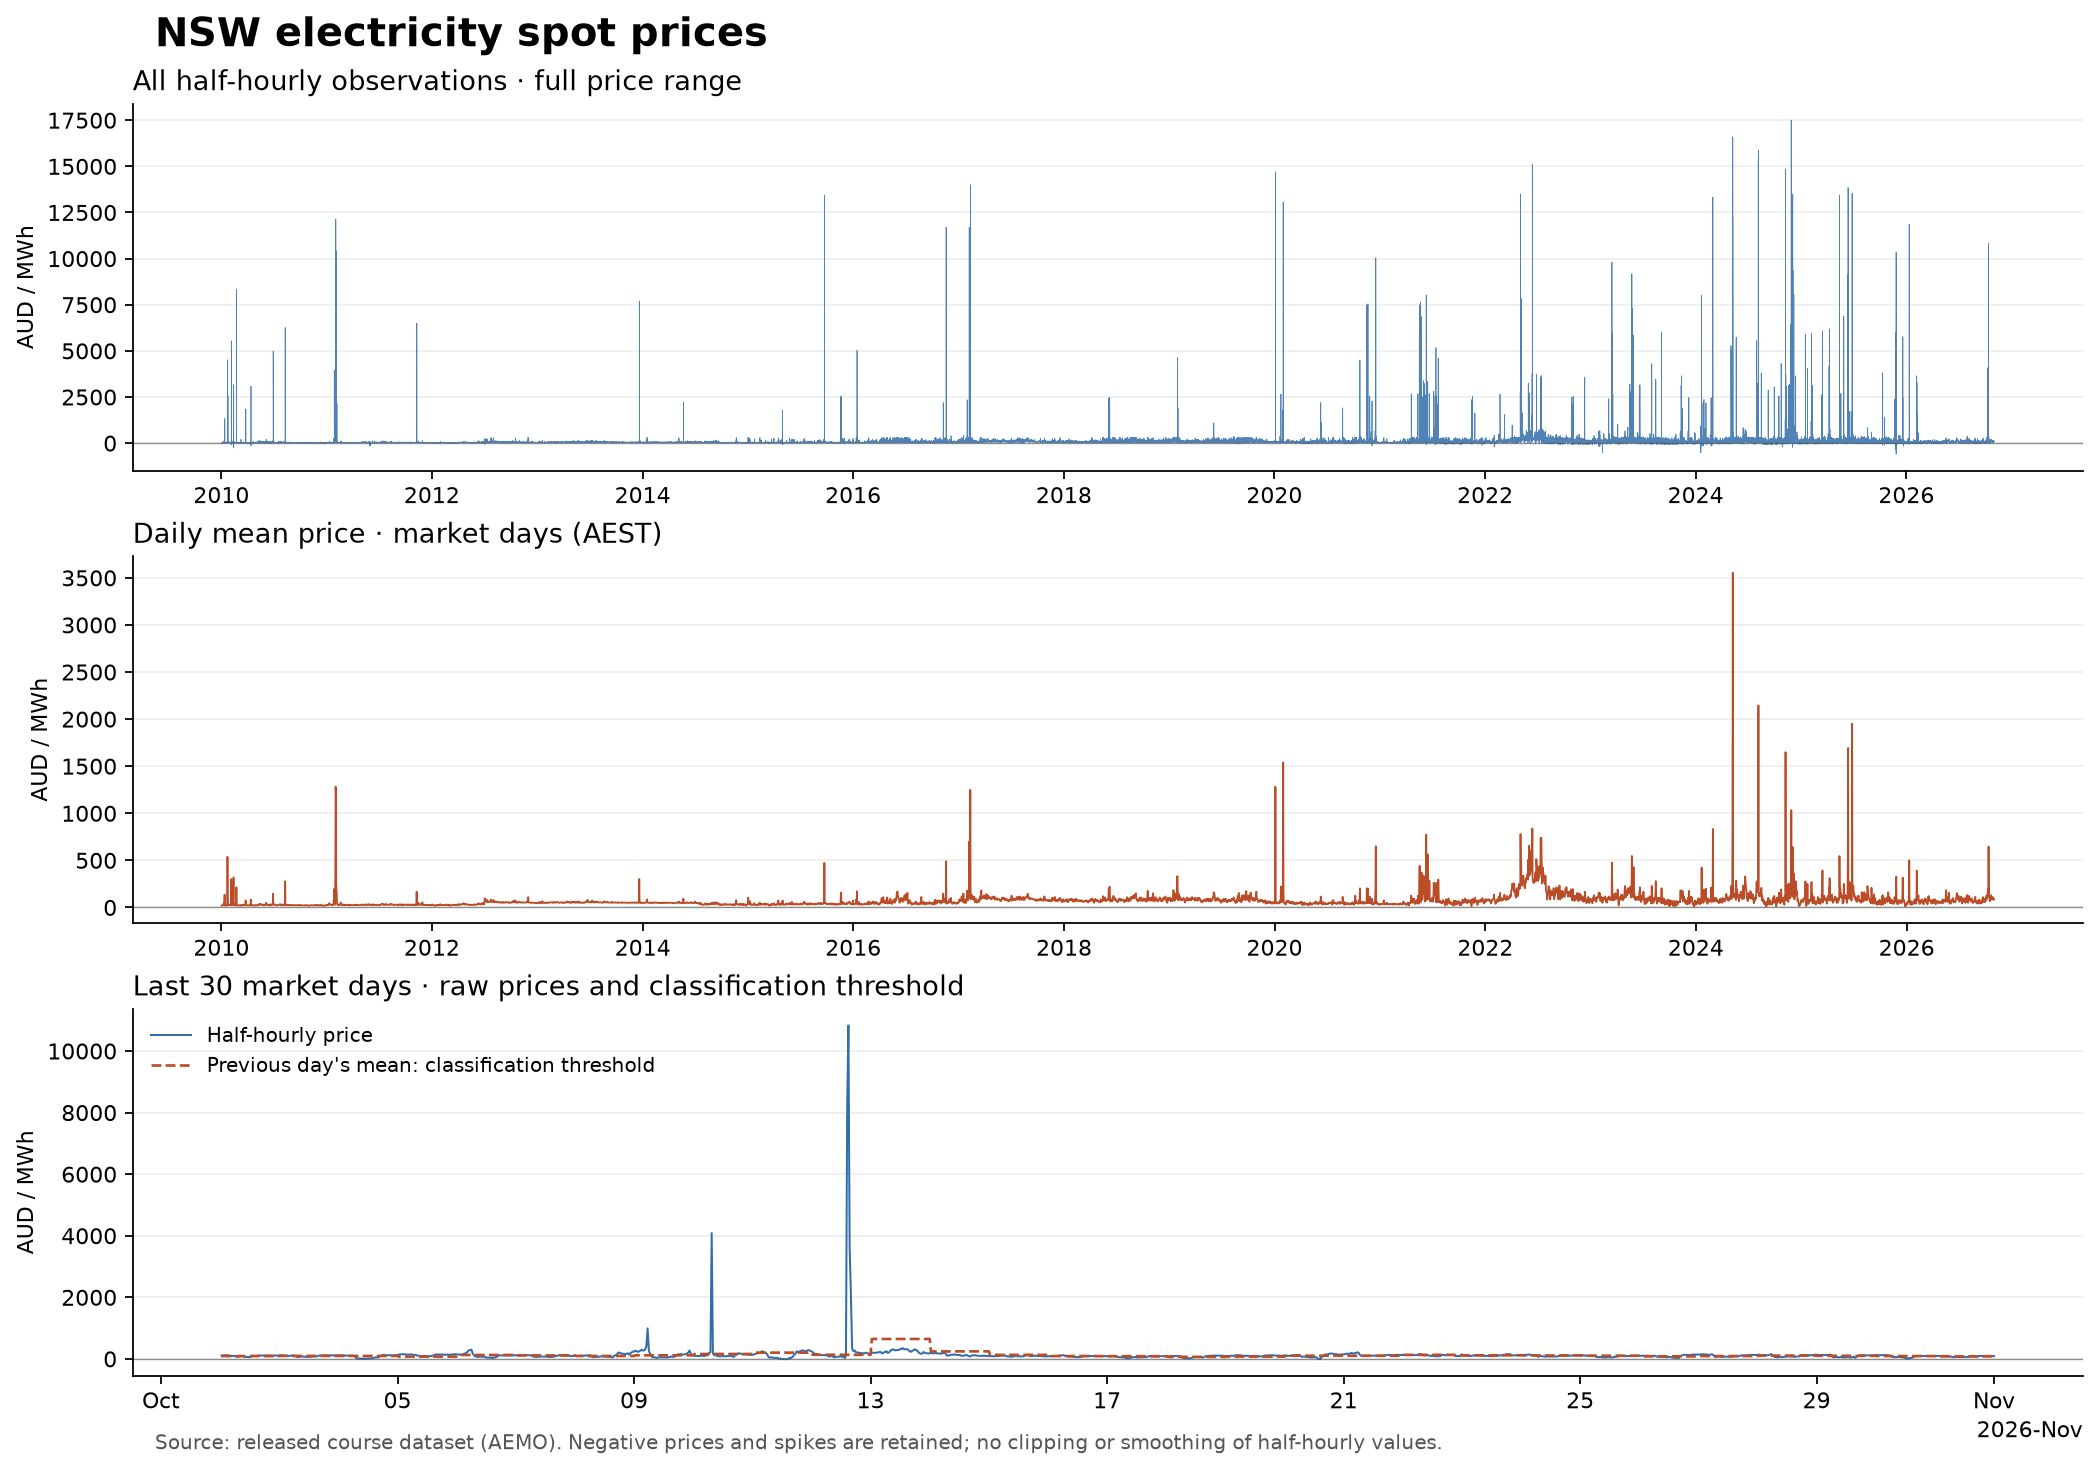 NSW electricity spot prices
All half-hourly observations · full price range
AUD / MWh
17500
15000
12500
10000
7500
5000
2500
0
2010 2012 2014 2016 2018 2020 2022 2024 2026
Daily mean price · market days (AEST)
AUD / MWh
3500
3000
2500
2000
1500
1000
500
0
2010 2012 2014 2016 2018 2020 2022 2024 2026
Last 30 market days · raw prices and classification threshold
Half-hourly price
Previous day's mean: classification threshold
AUD / MWh
10000
8000
6000
4000
2000
0
Oct 05 09 13 17 21 25 29 Nov
2026-Nov
Source: released course dataset (AEMO). Negative prices and spikes are retained; no clipping or smoothing of half-hourly values.